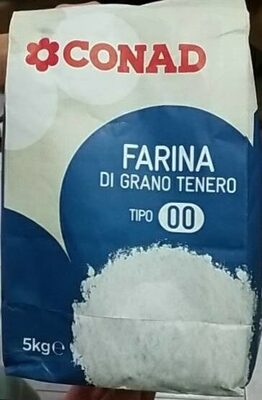 CONAD
FARINA
DI GRANO TENERO
TIPO 00
5kg e